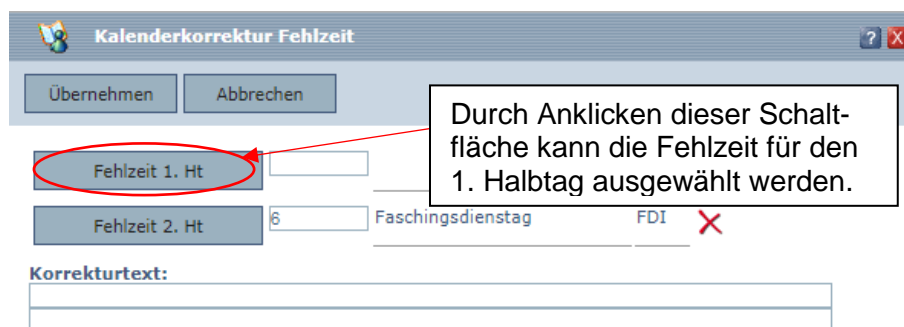 Kalenderkorrektur Fehlzeit
? X
Übernehmen Abbrechen
Durch Anklicken dieser Schalt-
fläche kann die Fehlzeit für den
1. Halbtag ausgewählt werden.
Fehlzeit 1. Ht
Fehlzeit 2. Ht 6 Faschingsdienstag FDI
Korrekturtext: